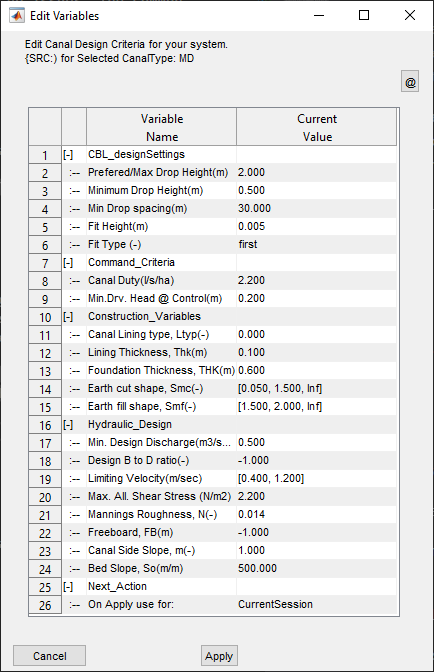 Edit Variables
Edit Canal Design Criteria for your system.
{SRC:) for Selected CanalType: MD
@
Variable Current
Name Value
1 [-] CBL_designSettings
2 :-- Prefered/Max Drop Height(m) 2.000
3 :-- Minimum Drop Height(m) 0.500
4 :-- Min Drop spacing(m) 30.000
5 :-- Fit Height(m) 0.005
6 :-- Fit Type (-) first
7 [-] Command_Criteria
8 :-- Canal Duty(l/s/ha) 2.200
9 :-- Min.Drv. Head @ Control(m) 0.200
10 [-] Construction_Variables
11 :-- Canal Lining type, Ltyp(-) 0.000
12 :-- Lining Thickness, Thk(m) 0.100
13 :-- Foundation Thickness, THK(m) 0.600
14 :-- Earth cut shape, Smc(-) [0.050, 1.500, Inf]
15 :-- Earth fill shape, Smf(-) [1.500, 2.000, Inf]
16 [-] Hydraulic_Design
17 :-- Min. Design Discharge(m3/s... 0.500
18 :-- Design B to D ratio(-) -1.000
19 :-- Limiting Velocity(m/sec) [0.400, 1.200]
20 :-- Max. All. Shear Stress (N/m2) 2.200
21 :-- Mannings Roughness, N(-) 0.014
22 :-- Freeboard, FB(m) -1.000
23 :-- Canal Side Slope, m(-) 1.000
24 :-- Bed Slope, So(m/m) 500.000
25 [-] Next_Action
26 :-- On Apply use for: CurrentSession
Cancel Apply